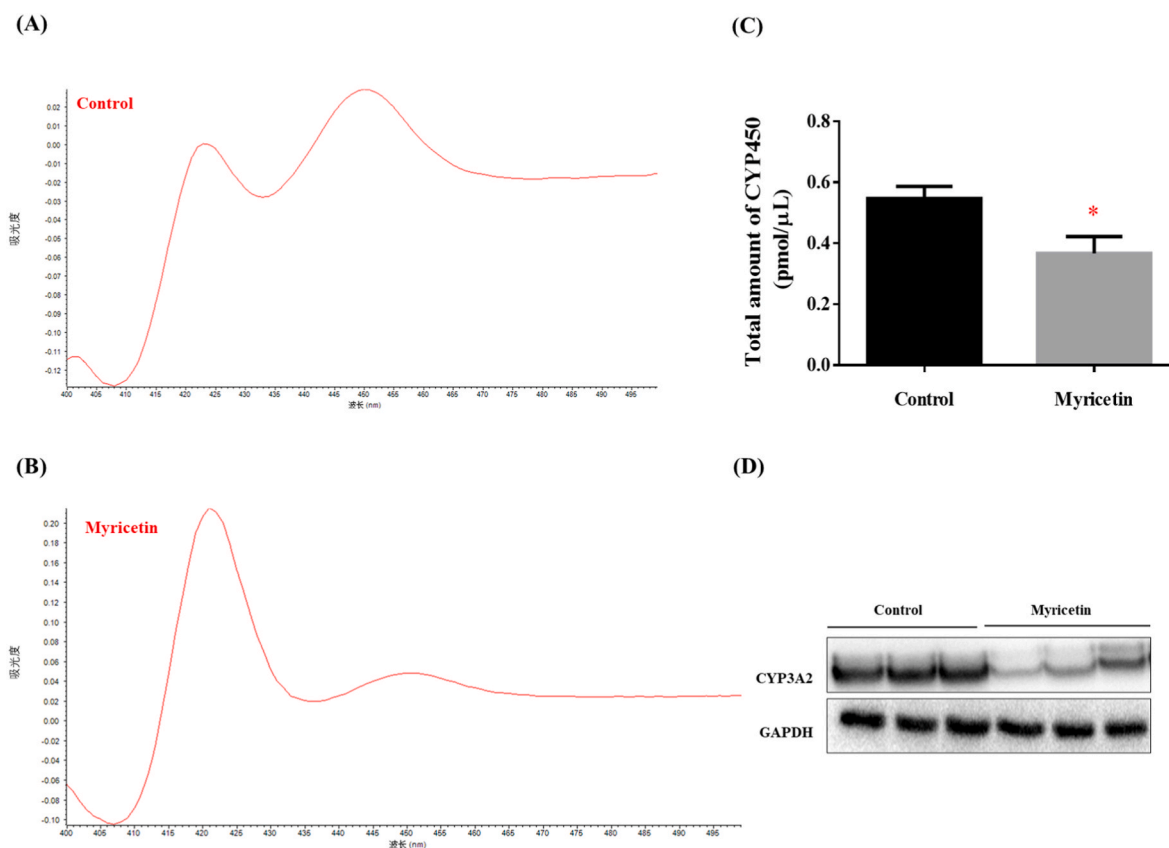 (A)
Control
0.02
0.01
0.00
-0.01
-0.02
-0.03
-0.04
-0.05
-0.06
-0.07
-0.08
-0.09
-0.10
-0.11
-0.12
吸光度
400 405 410 415 420 425 430 435 440 445 450 455 460 465 470 475 480 485 490 495
波长 (nm)
(C)
Total amount of CYP450
(pmol/μL)
0.8
0.6
0.4
0.2
0.0
*
Control Myricetin
(B)
Myricetin
0.20
0.18
0.16
0.14
0.12
0.10
0.08
0.06
0.04
0.02
0.00
-0.02
-0.04
-0.06
-0.08
-0.10
吸光度
400 405 410 415 420 425 430 435 440 445 450 455 460 465 470 475 480 485 490 495
波长 (nm)
(D)
Control Myricetin
CYP3A2
GAPDH